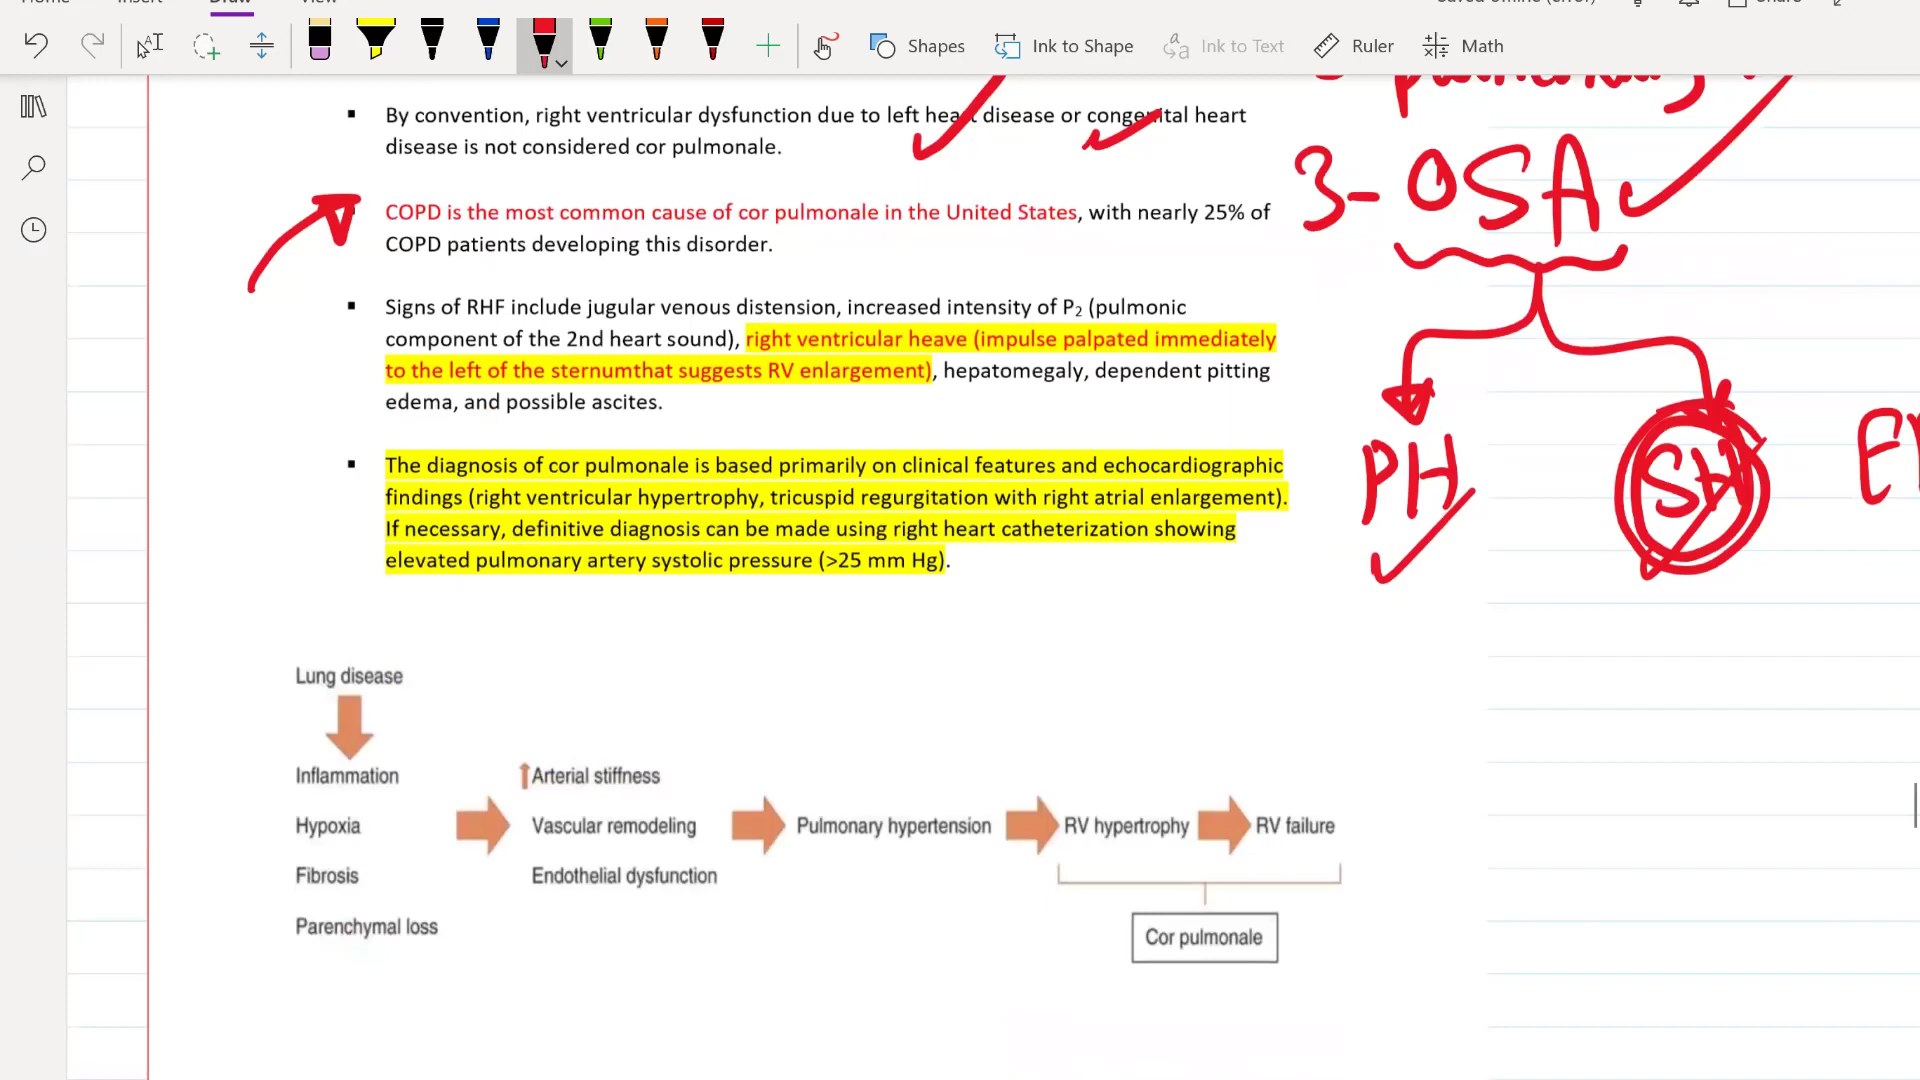 Home Insert Draw View
Saved online (error) Share
Shapes Ink to Shape Ink to Text Ruler Math
▪ By convention, right ventricular dysfunction due to left heart disease or congenital heart
disease is not considered cor pulmonale.
3- OSA
COPD is the most common cause of cor pulmonale in the United States, with nearly 25% of
COPD patients developing this disorder.
▪ Signs of RHF include jugular venous distension, increased intensity of P2 (pulmonic
component of the 2nd heart sound), right ventricular heave (impulse palpated immediately
to the left of the sternumthat suggests RV enlargement), hepatomegaly, dependent pitting
edema, and possible ascites.
PH
▪ The diagnosis of cor pulmonale is based primarily on clinical features and echocardiographic
findings (right ventricular hypertrophy, tricuspid regurgitation with right atrial enlargement).
If necessary, definitive diagnosis can be made using right heart catheterization showing
elevated pulmonary artery systolic pressure (>25 mm Hg).
Lung disease
Inflammation
Hypoxia
Fibrosis
Parenchymal loss
Arterial stiffness
Vascular remodeling
Endothelial dysfunction
Pulmonary hypertension
RV hypertrophy
RV failure
Cor pulmonale